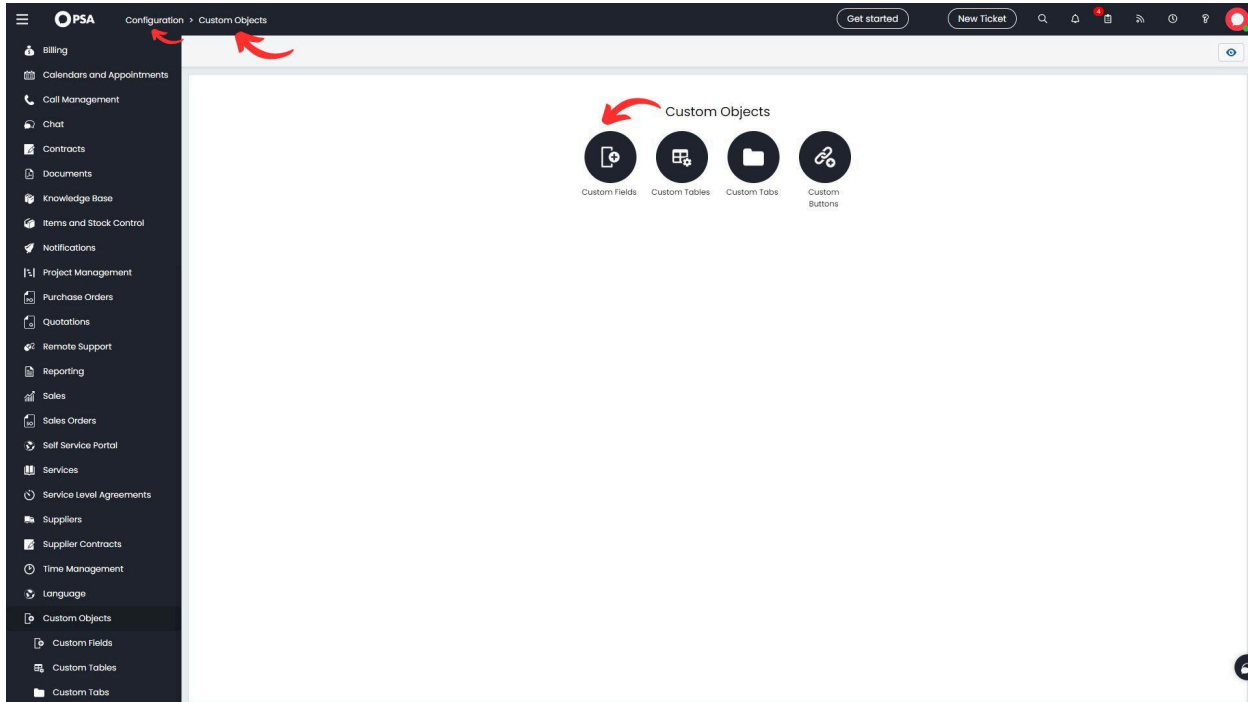 PSA Configuration > Custom Objects Get started New Ticket 4
Billing
Calendars and Appointments
Call Management
Chat
Contracts
Documents
Knowledge Base
Items and Stock Control
Notifications
Project Management
Purchase Orders
Quotations
Remote Support
Reporting
Sales
Sales Orders
Self Service Portal
Services
Service Level Agreements
Suppliers
Supplier Contracts
Time Management
Language
Custom Objects
Custom Fields
Custom Tables
Custom Tabs
Custom Objects
Custom Fields Custom Tables Custom Tabs Custom
Buttons